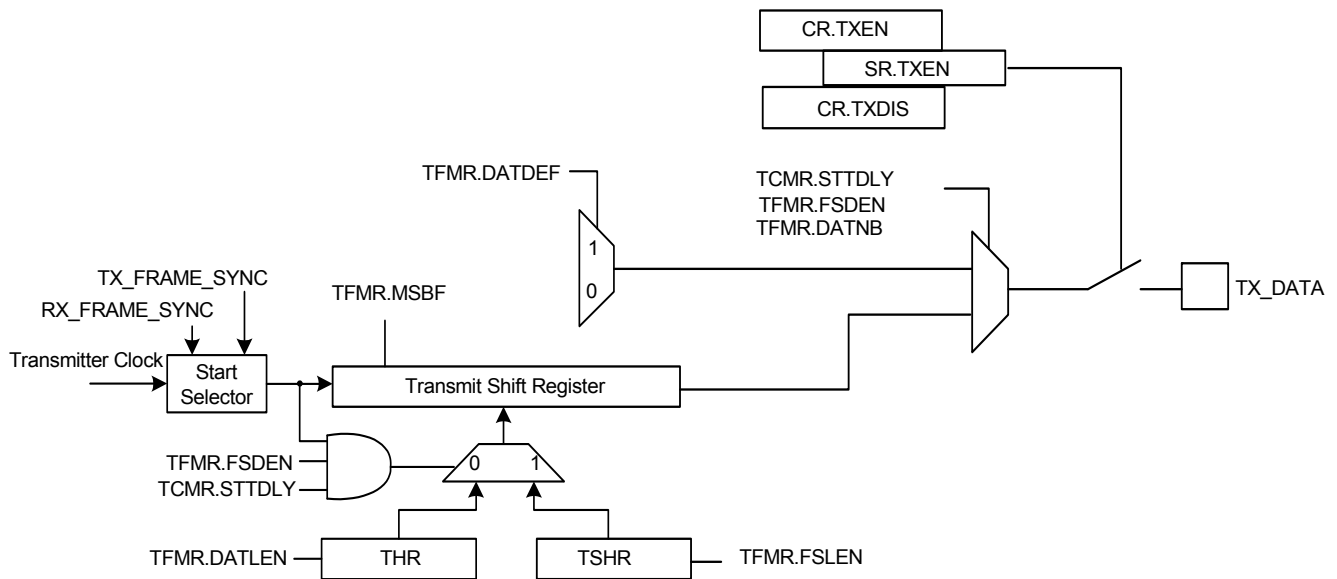 CR.TXEN
SR.TXEN
CR.TXDIS
TFMR.DATDEF
TCMR.STTDLY
TFMR.FSDEN
TFMR.DATNB
1
0
TX_FRAME_SYNC
RX_FRAME_SYNC
TFMR.MSBF
TX_DATA
Transmitter Clock
Start
Selector
Transmit Shift Register
TFMR.FSDEN
TCMR.STTDLY
0 1
TFMR.DATLEN
THR
TSHR
TFMR.FSLEN